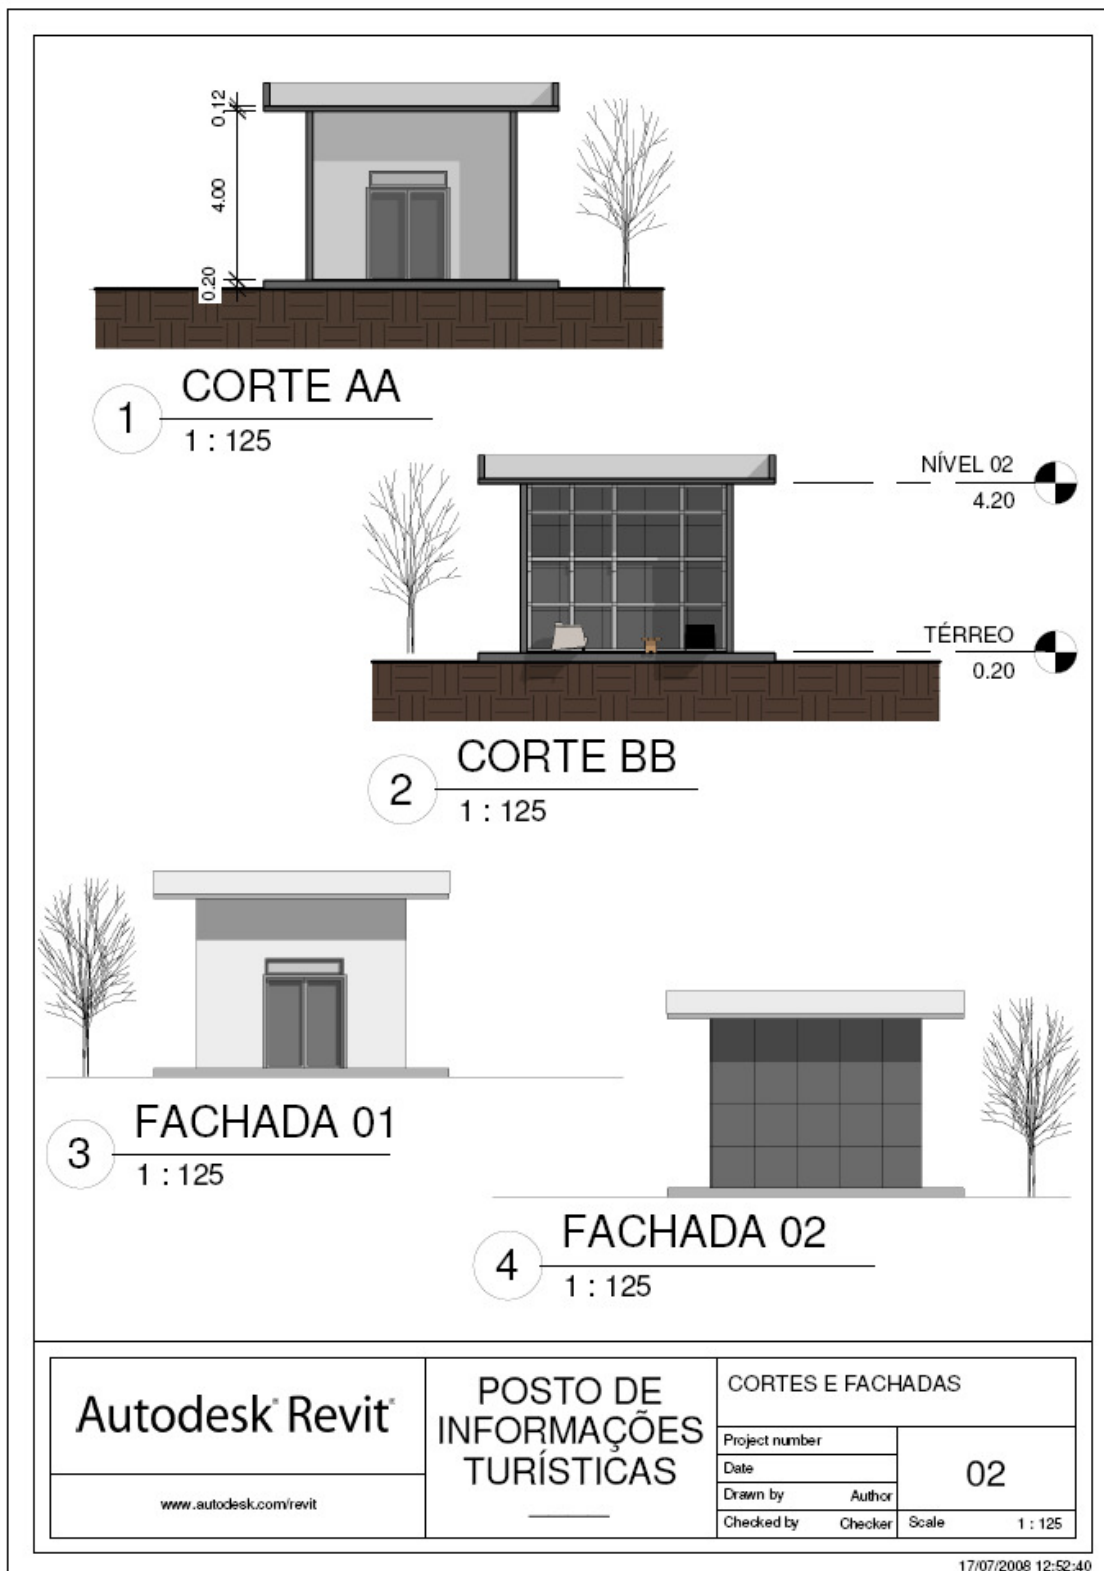 0.12
4.00
0.20
1
CORTE AA
1 : 125
NÍVEL 02
4.20
TÉRREO
0.20
2
CORTE BB
1 : 125
3
FACHADA 01
1 : 125
4
FACHADA 02
1 : 125
Autodesk® Revit®
www.autodesk.com/revit
POSTO DE
INFORMAÇÕES
TURÍSTICAS
CORTES E FACHADAS
Project number
Date
Drawn by Author
Checked by Checker
02
Scale 1 : 125
17/07/2008 12:52:40